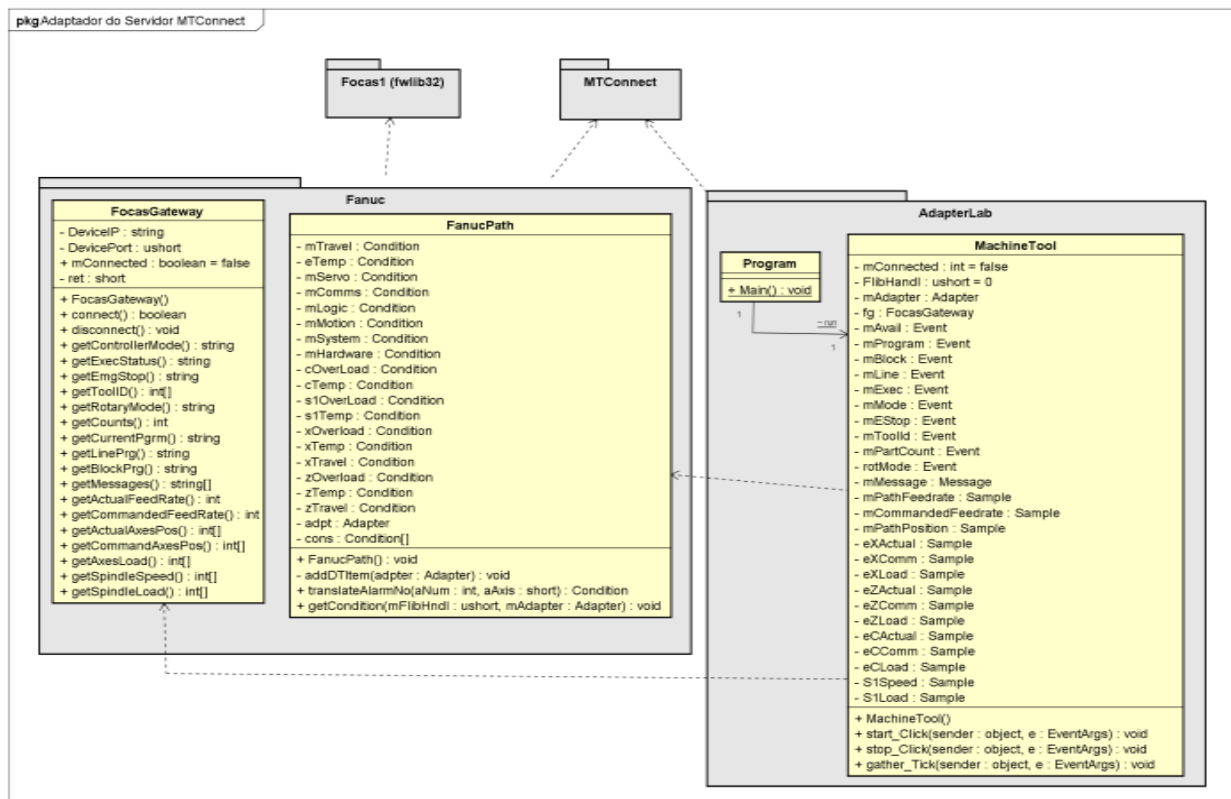 pkg Adaptador do Servidor MTConnect
Focas1 (fwlib32)
MTConnect
Fanuc
FocasGateway
- DeviceIP : string
- DevicePort : ushort
+ mConnected : boolean = false
- ret : short
+ FocasGateway()
+ connect() : boolean
+ disconnect() : void
+ getControllerMode() : string
+ getExecStatus() : string
+ getEmgStop() : string
+ getToolID() : int[]
+ getRotaryMode() : string
+ getCounts() : int
+ getCurrentPgrm() : string
+ getLinePrg() : string
+ getBlockPrg() : string
+ getMessages() : string[]
+ getActualFeedRate() : int
+ getCommandedFeedRate() : int
+ getActualAxesPos() : int[]
+ getCommandAxesPos() : int[]
+ getAxesLoad() : int[]
+ getSpindleSpeed() : int[]
+ getSpindleLoad() : int[]
FanucPath
- mTravel : Condition
- eTemp : Condition
- mServo : Condition
- mComms : Condition
- mLogic : Condition
- mMotion : Condition
- mSystem : Condition
- mHardware : Condition
- cOverLoad : Condition
- cTemp : Condition
- s1OverLoad : Condition
- s1Temp : Condition
- xOverload : Condition
- xTemp : Condition
- xTravel : Condition
- zOverload : Condition
- zTemp : Condition
- zTravel : Condition
- adpt : Adapter
- cons : Condition[]
+ FanucPath() : void
- addDTItem(adpter : Adapter) : void
+ translateAlarmNo(aNum : int, aAxis : short) : Condition
+ getCondition(mFlibHndl : ushort, mAdapter : Adapter) : void
AdapterLab
Program
+ Main() : void
1
- run
1
MachineTool
- mConnected : int = false
- FlibHandl : ushort = 0
- mAdapter : Adapter
- fg : FocasGateway
- mAvail : Event
- mProgram : Event
- mBlock : Event
- mLine : Event
- mExec : Event
- mMode : Event
- mEStop : Event
- mToolId : Event
- mPartCount : Event
- rotMode : Event
- mMessage : Message
- mPathFeedrate : Sample
- mCommandedFeedrate : Sample
- mPathPosition : Sample
- eXActual : Sample
- eXComm : Sample
- eXLoad : Sample
- eZActual : Sample
- eZComm : Sample
- eZLoad : Sample
- eCActual : Sample
- eCComm : Sample
- eCLoad : Sample
- S1Speed : Sample
- S1Load : Sample
+ MachineTool()
+ start_Click(sender : object, e : EventArgs) : void
+ stop_Click(sender : object, e : EventArgs) : void
+ gather_Tick(sender : object, e : EventArgs) : void